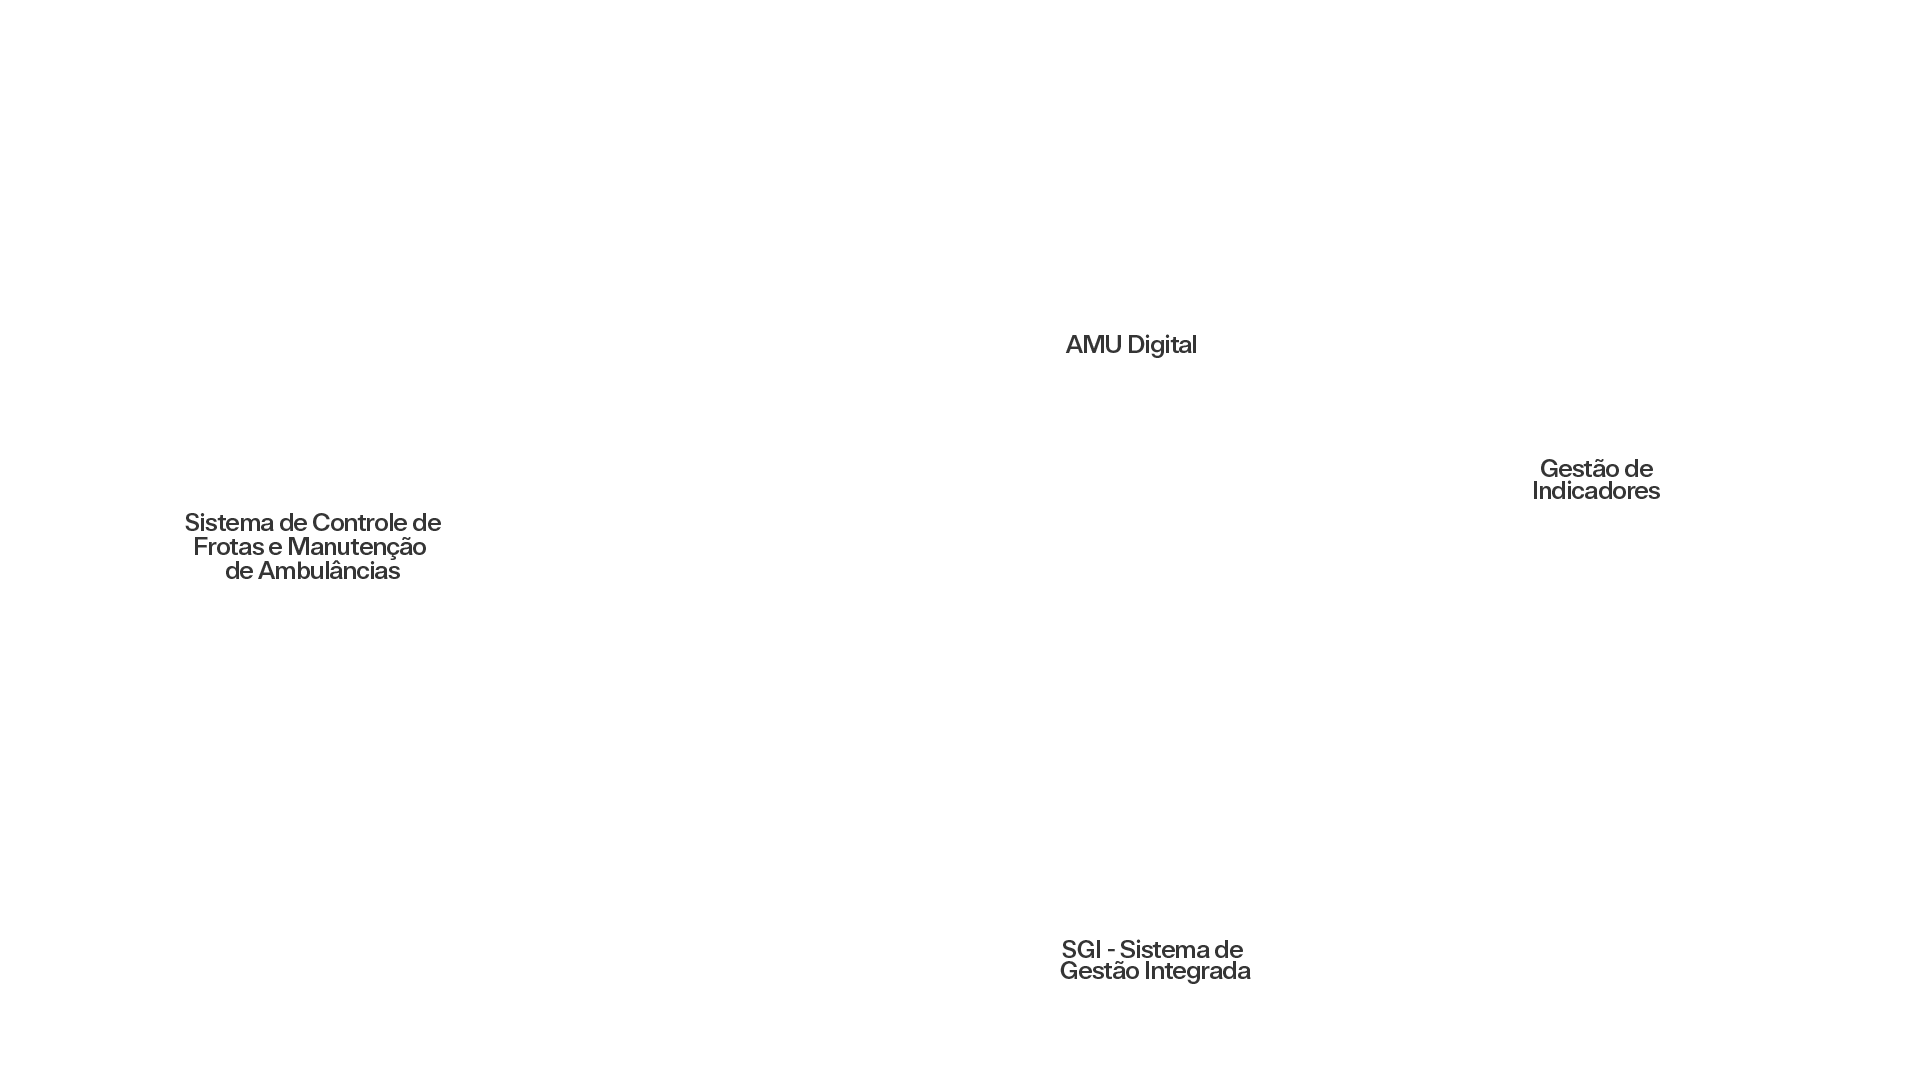 AMU Digital
Gestão de
Indicadores
Sistema de Controle de
Frotas e Manutenção
de Ambulâncias
SGI - Sistema de
Gestão Integrada